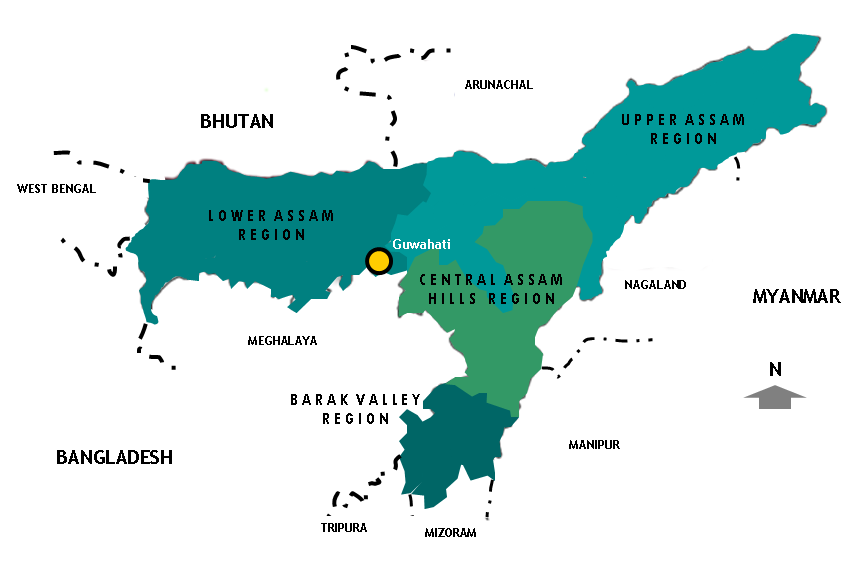 ARUNACHAL
BHUTAN
UPPER ASSAM
REGION
WEST BENGAL
LOWER ASSAM
REGION
Guwahati
CENTRAL ASSAM
HILLS REGION
NAGALAND
MYANMAR
MEGHALAYA
N
BARAK VALLEY
REGION
MANIPUR
BANGLADESH
TRIPURA
MIZORAM